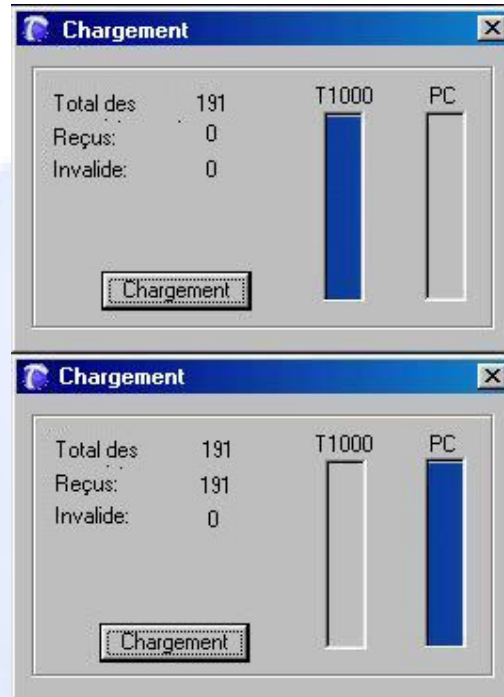 Chargement
T1000 PC
Total des 191
Reçus: 0
Invalide: 0
Chargement
Chargement
T1000 PC
Total des 191
Reçus: 191
Invalide: 0
Chargement